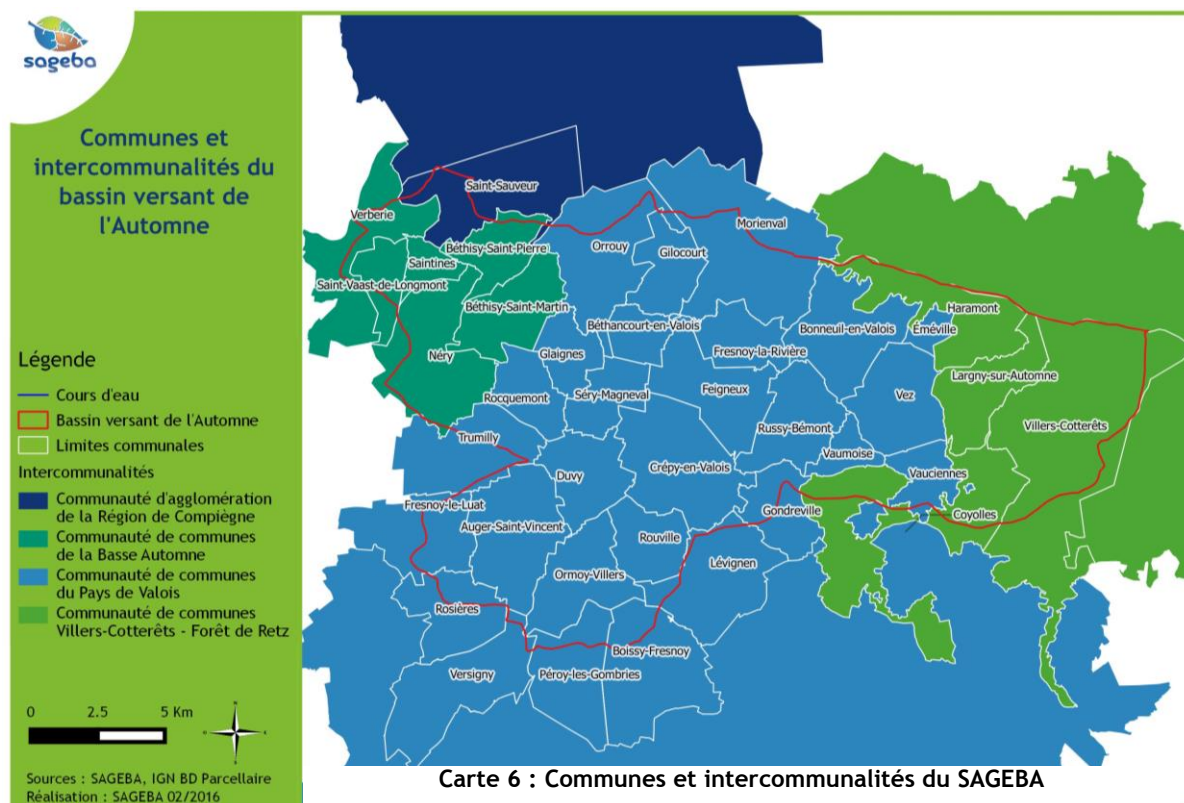 sageba
Communes et
intercommunalités du
bassin versant de
l'Automne
Légende
Cours d'eau
Bassin versant de l'Automne
Limites communales
Intercommunalités
Communauté d'agglomération
de la Région de Compiègne
Communauté de communes
de la Basse Automne
Communauté de communes
du Pays de Valois
Communauté de communes
Villers-Cotterêts - Forêt de Retz
0 2.5 5 Km
Sources : SAGEBA, IGN BD Parcellaire
Réalisation : SAGEBA 02/2016
Saint-Sauveur
Verberie
Morienval
Béthisy-Saint-Pierre
Orrouy
Gilocourt
Saintines
Saint-Vaast-de-Longmont
Béthisy-Saint-Martin
Haramont
Béthancourt-en-Valois
Bonneuil-en-Valois
Éméville
Néry
Glaignes
Fresnoy-la-Rivière
Largny-sur-Automne
Rocquemont
Séry-Magneval
Feigneux
Vez
Russy-Bémont
Villers-Cotterêts
Trumilly
Vaumoise
Crépy-en-Valois
Duvy
Vauciennes
Fresnoy-le-Luat
Gondreville
Coyolles
Auger-Saint-Vincent
Rouville
Lévignen
Ormoy-Villers
Rosières
Boissy-Fresnoy
Versigny
Péroy-les-Gombries
Carte 6 : Communes et intercommunalités du SAGEBA